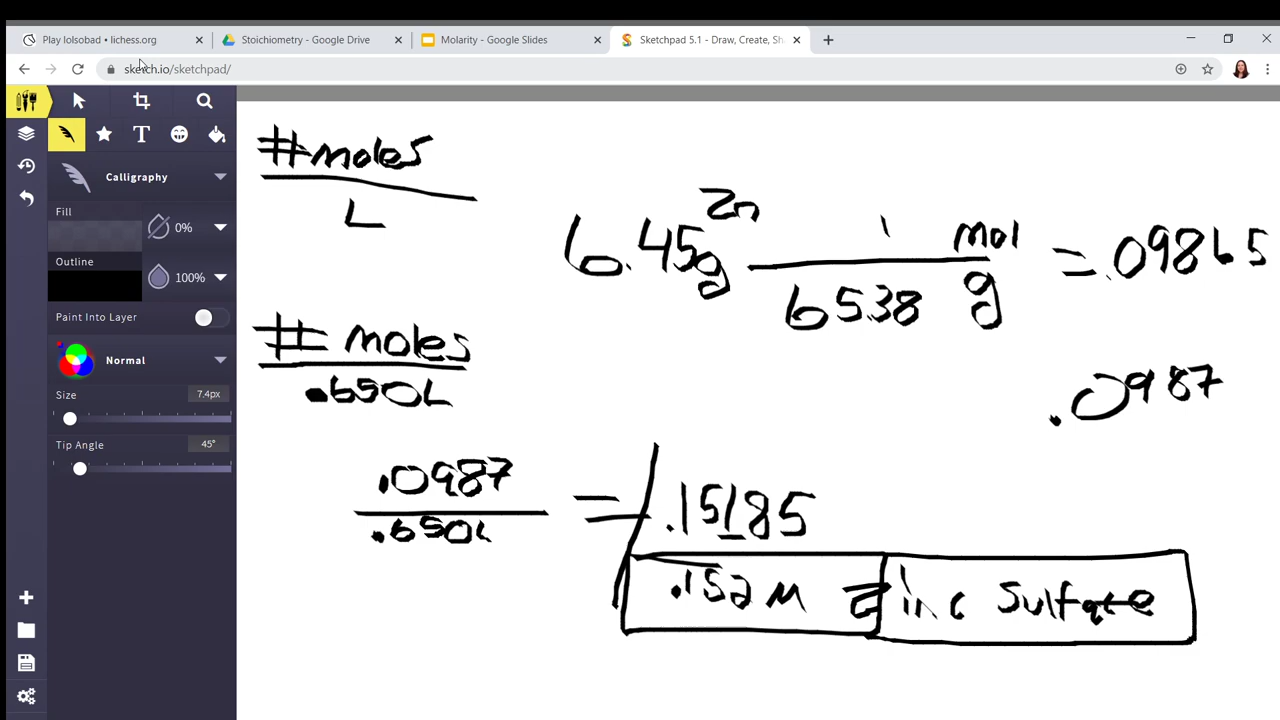 Play lolsobad • lichess.org
Stoichiometry - Google Drive
Molarity - Google Slides
Sketchpad 5.1 - Draw, Create, Sh
sketch.io/sketchpad/
Calligraphy
Fill
0%
Outline
100%
Paint Into Layer
Normal
Size
7.4px
Tip Angle
45°
#moles
L
6.45g Zn 1 mol = .09865
65.38 g
# moles
.650L
.0987
.0987 = .15185
.650L
.152 M Zinc Sulfate